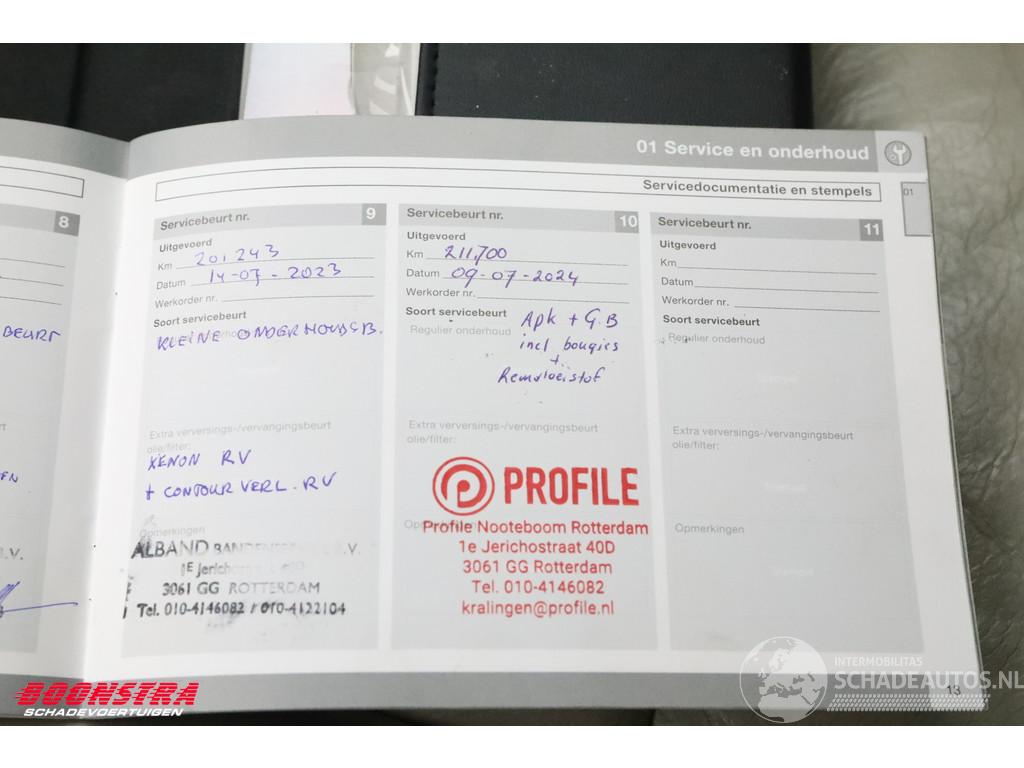 01 Service en onderhoud
Servicedocumentatie en stempels
01
8
BEURT
Servicebeurt nr. 9
Uitgevoerd
Km 201243
Datum 14-07-2023
Werkorder nr.
Soort servicebeurt
KLEINE ONDERHOUDSB.
Extra verversings-/vervangingsbeurt
olie/filter:
XENON RV
+ CONTOUR VERL. RV
Opmerkingen
ALBAND BANDENSERVICE B.V.
1E Jerichostraat
3061 GG ROTTERDAM
Tel. 010-4146082 / 010-4122104
Servicebeurt nr. 10
Uitgevoerd
Km 211,700
Datum 09-07-2024
Werkorder nr.
Soort servicebeurt
Regulier onderhoud
Apk + G.B
incl bougies
+
Remvloeistof
Extra verversings-/vervangingsbeurt
olie/filter:
PROFILE
Profile Nooteboom Rotterdam
1e Jerichostraat 40D
3061 GG Rotterdam
Tel. 010-4146082
kralingen@profile.nl
Servicebeurt nr. 11
Uitgevoerd
Km
Datum
Werkorder nr.
Soort servicebeurt
Regulier onderhoud
Extra verversings-/vervangingsbeurt
olie/filter:
Opmerkingen
13
BOONSTRA
SCHADEVOERTUIGEN
INTERMOBILITAS
SCHADEAUTOS.NL